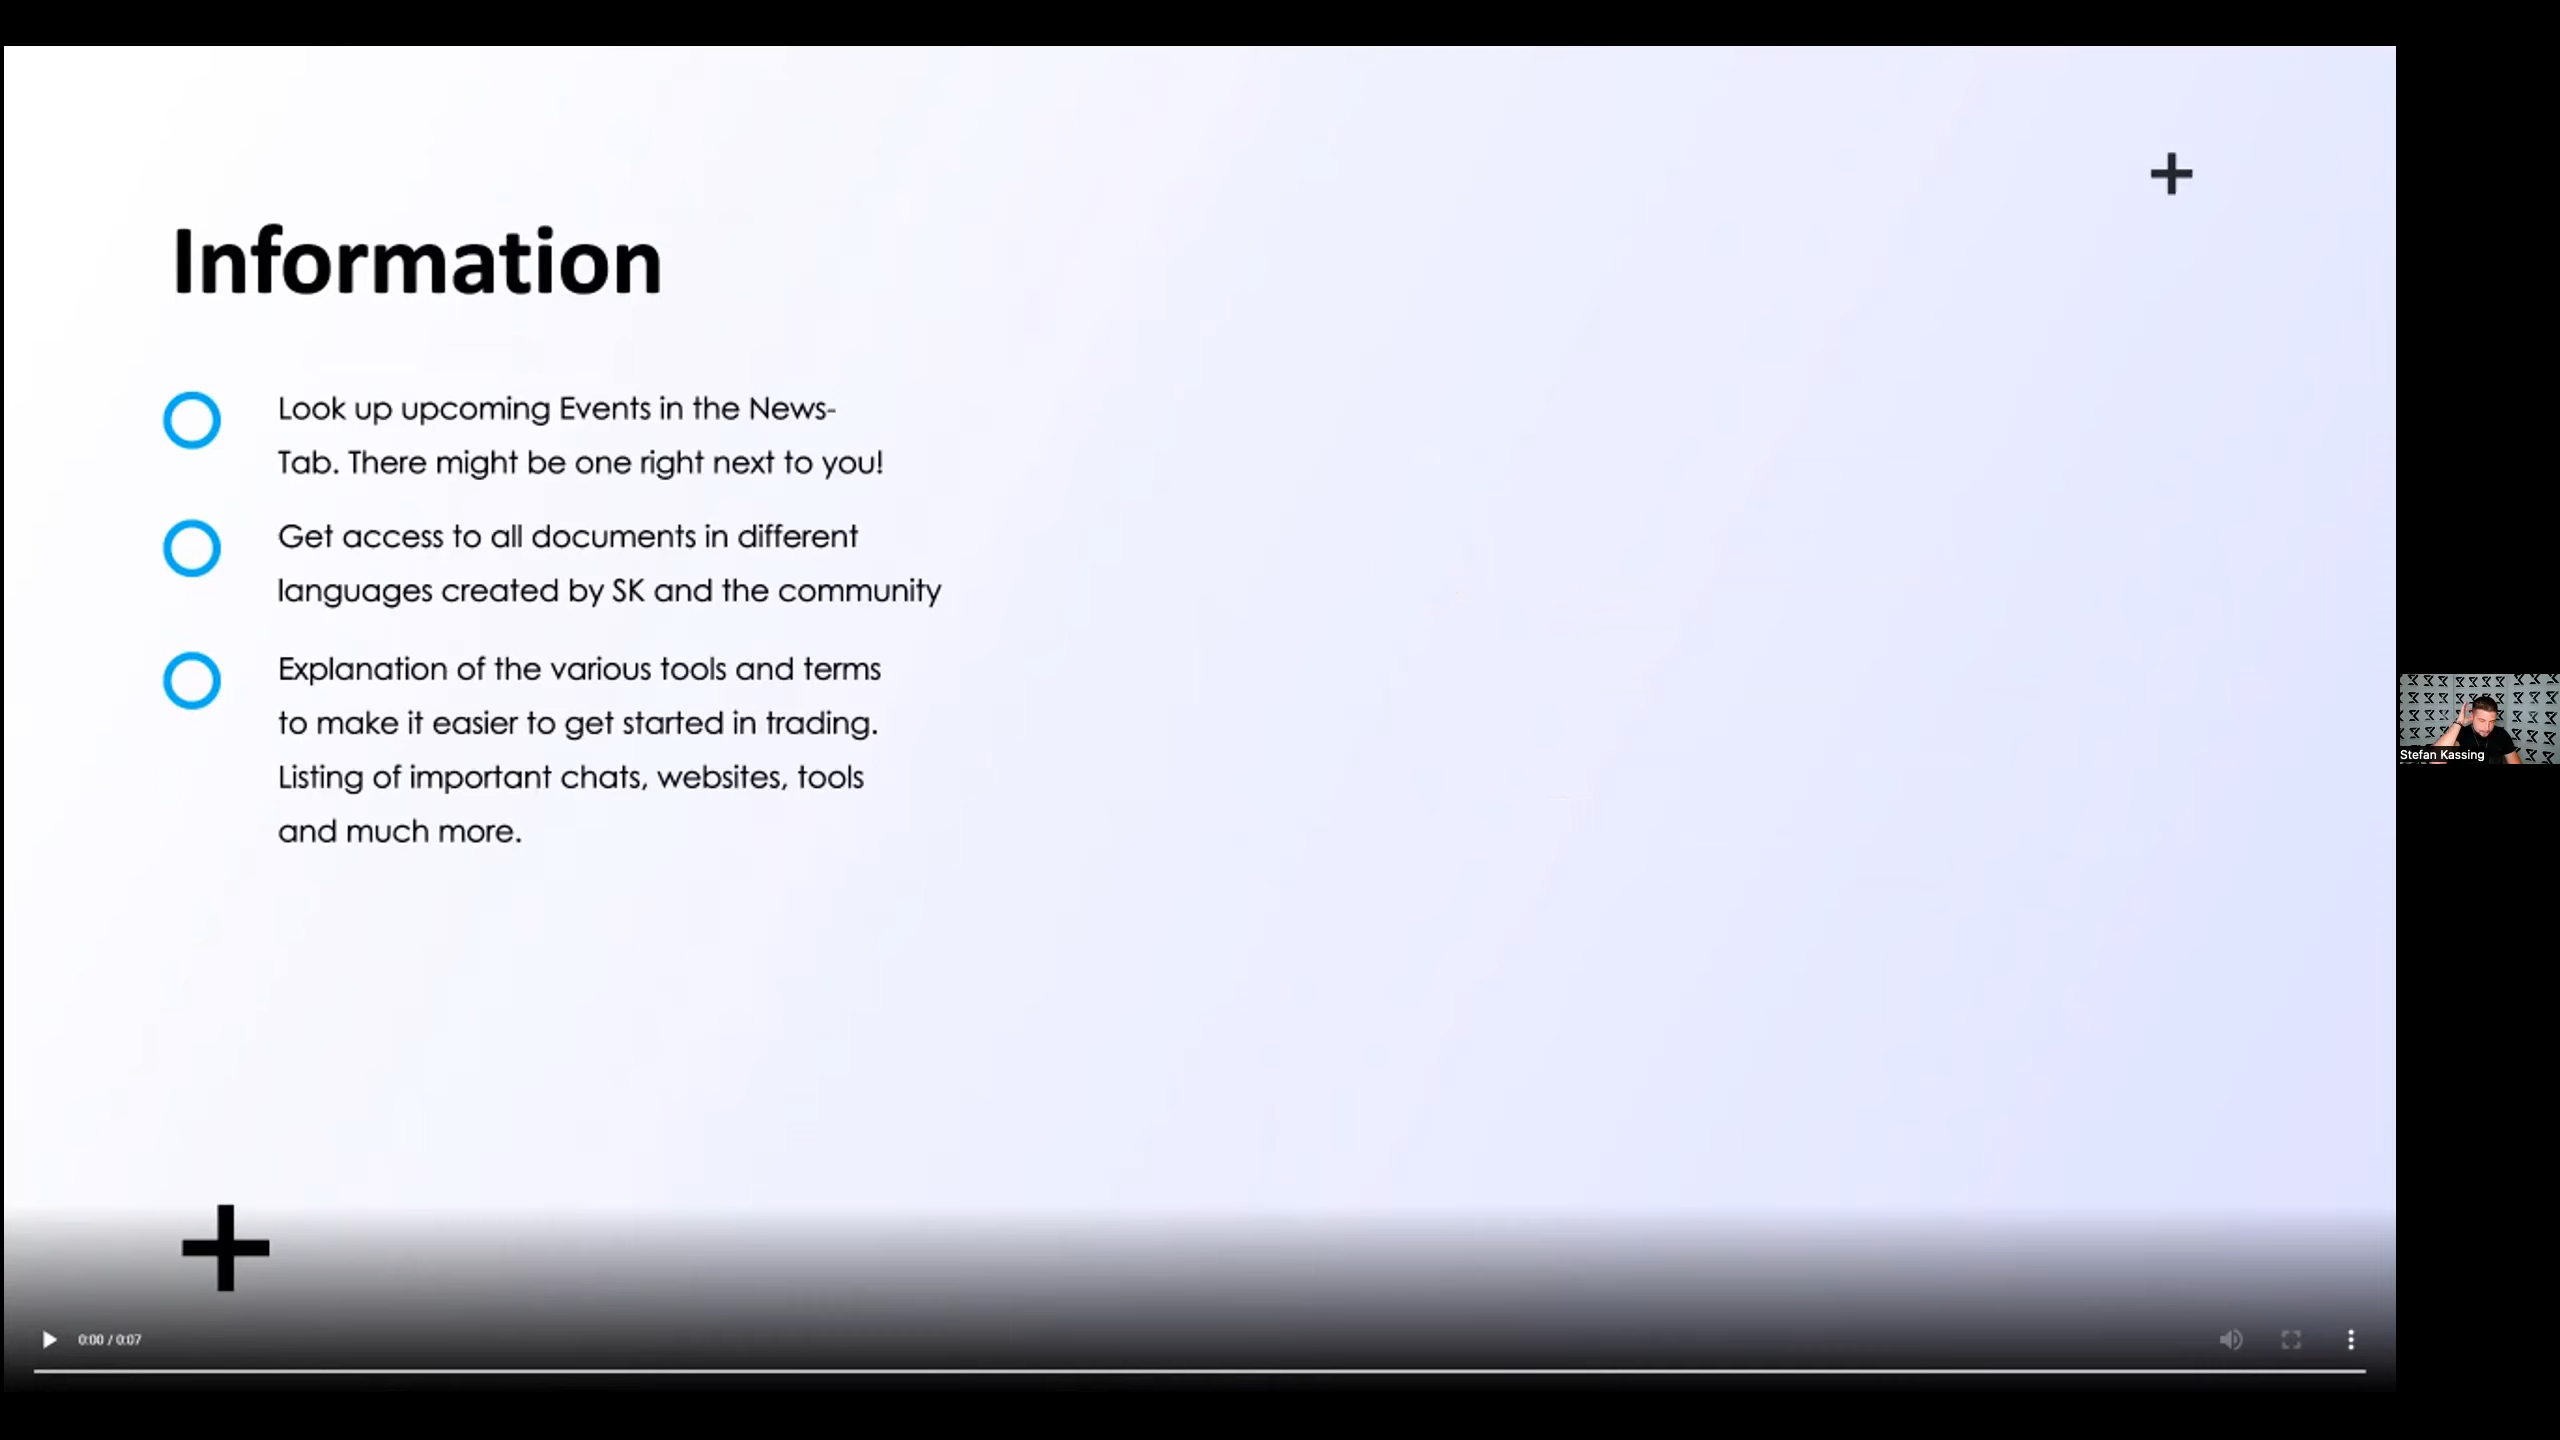 Information
Look up upcoming Events in the News-
Tab. There might be one right next to you!
Get access to all documents in different
languages created by SK and the community
Explanation of the various tools and terms
to make it easier to get started in trading.
Listing of important chats, websites, tools
and much more.
Stefan Kassing
0:00 / 0:07